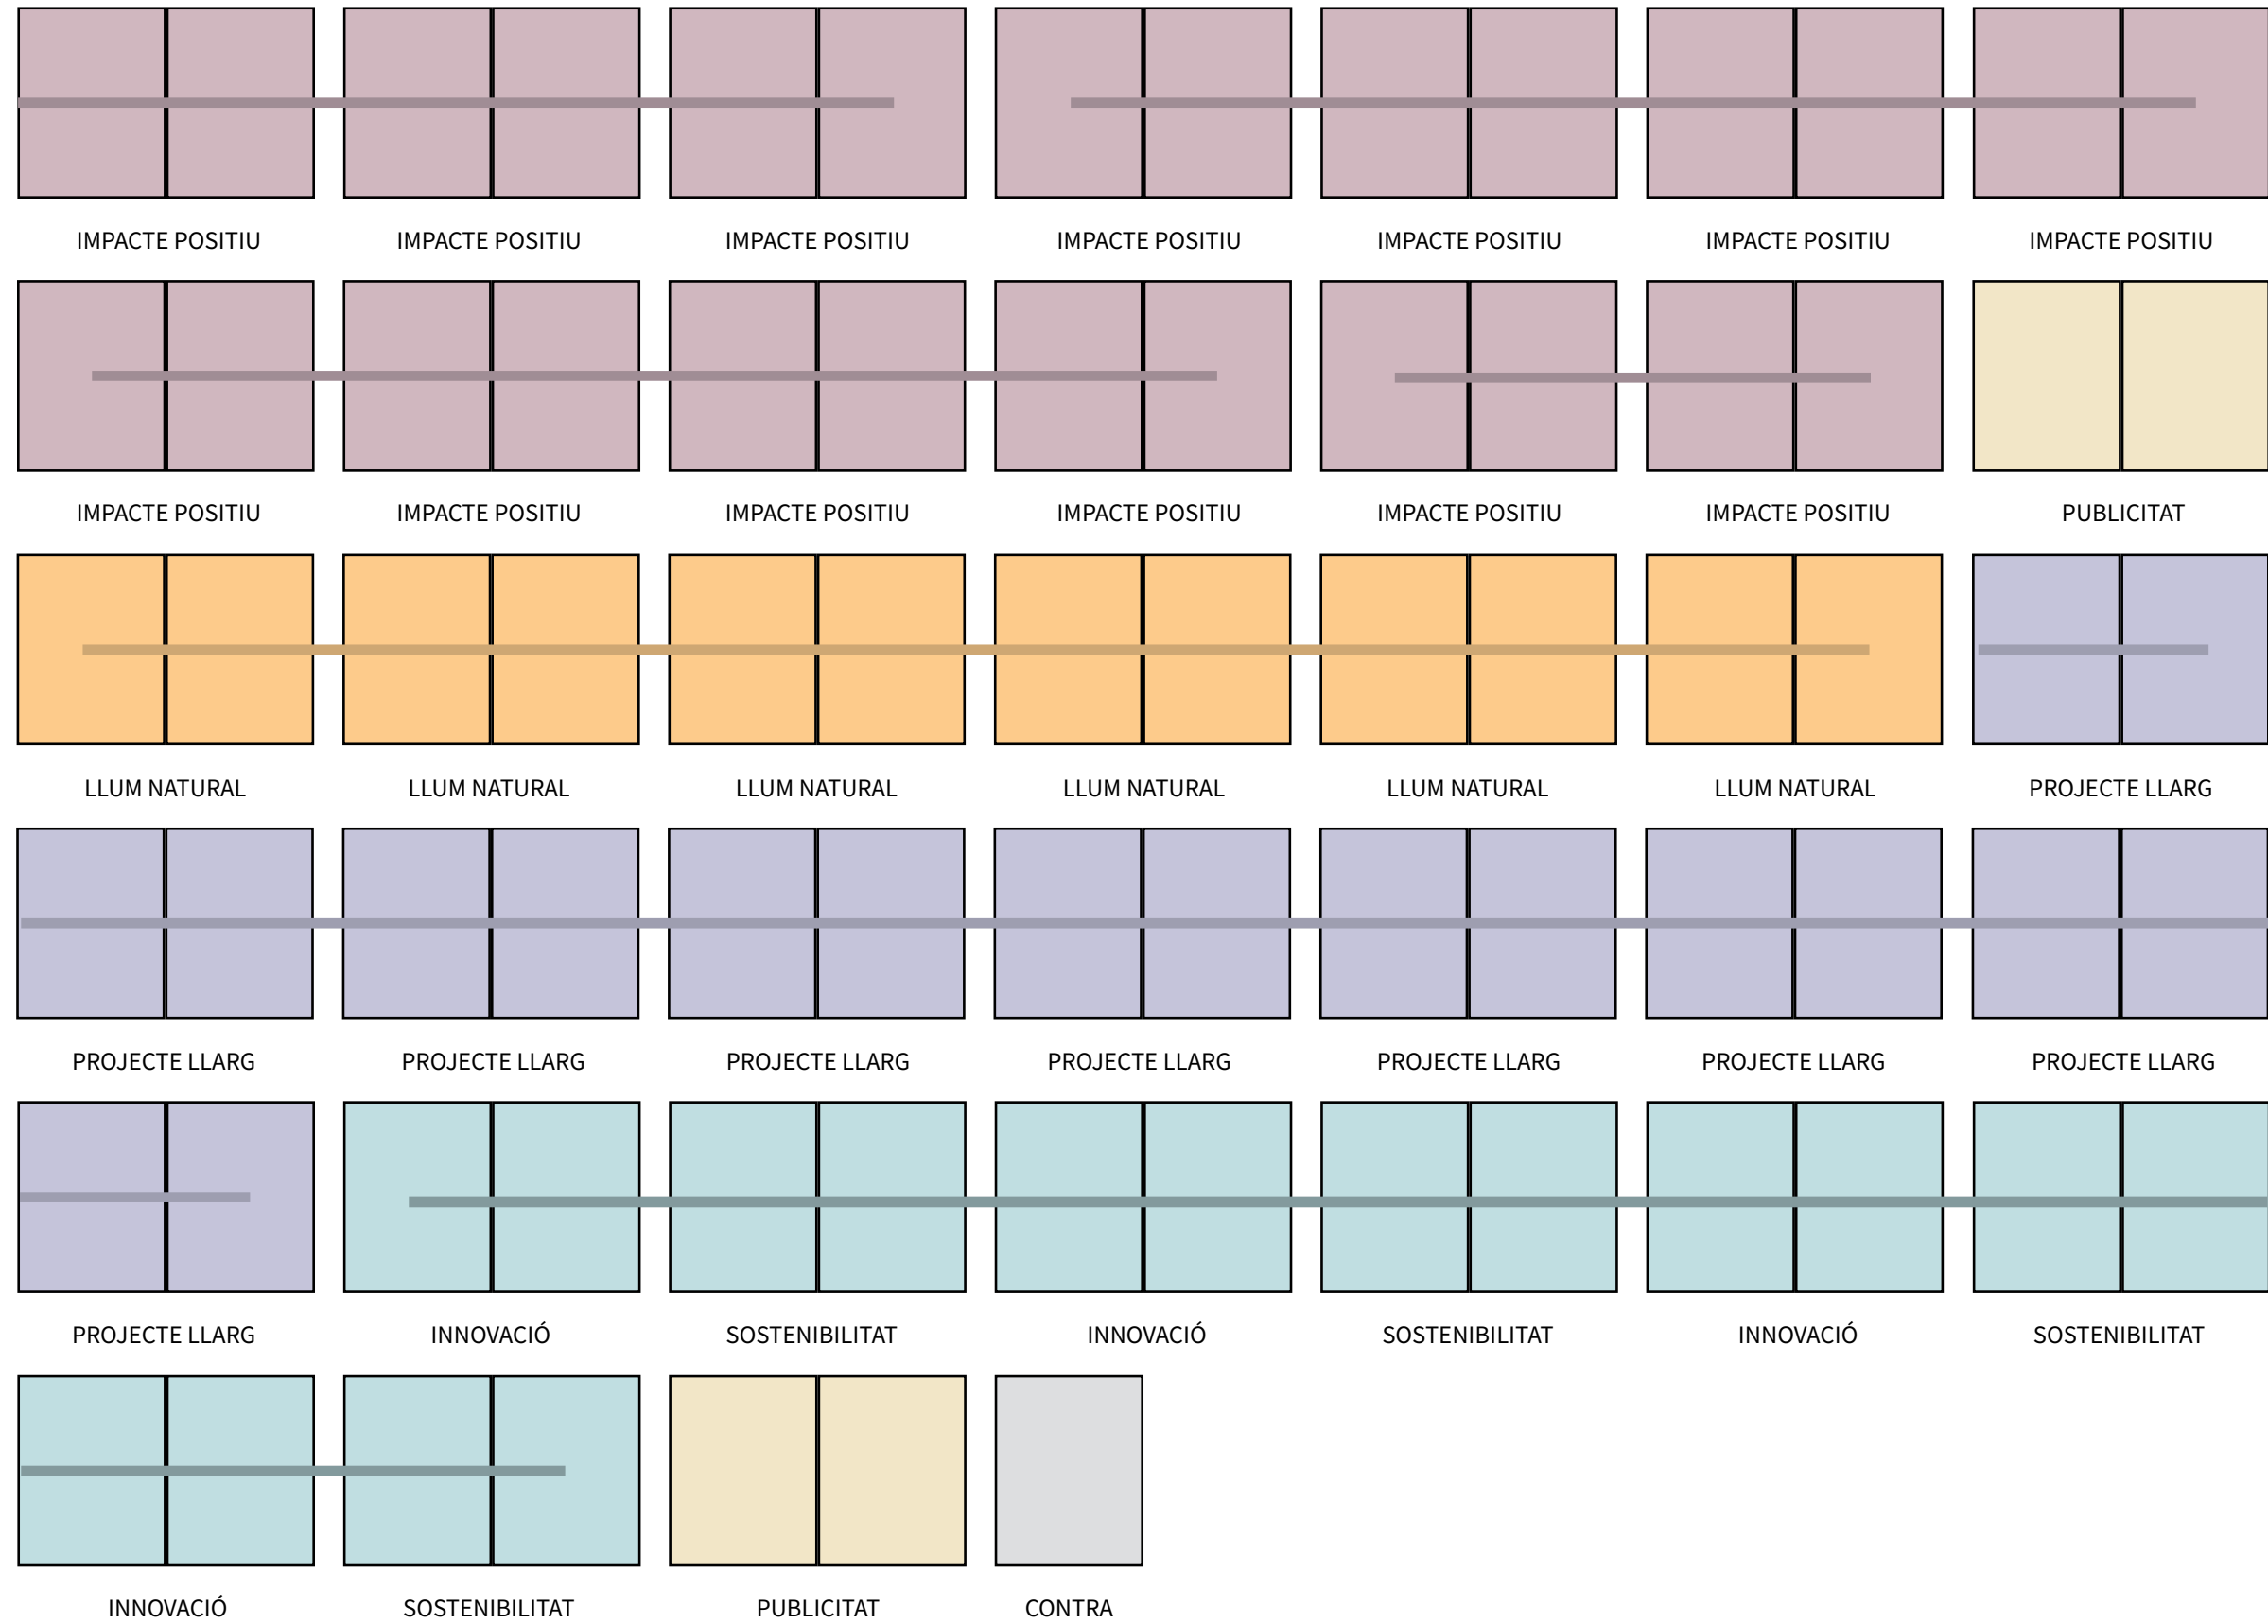 IMPACTE POSITIU IMPACTE POSITIU IMPACTE POSITIU IMPACTE POSITIU IMPACTE POSITIU IMPACTE POSITIU IMPACTE POSITIU
IMPACTE POSITIU IMPACTE POSITIU IMPACTE POSITIU IMPACTE POSITIU IMPACTE POSITIU IMPACTE POSITIU PUBLICITAT
LLUM NATURAL LLUM NATURAL LLUM NATURAL LLUM NATURAL LLUM NATURAL LLUM NATURAL PROJECTE LLARG
PROJECTE LLARG PROJECTE LLARG PROJECTE LLARG PROJECTE LLARG PROJECTE LLARG PROJECTE LLARG PROJECTE LLARG
PROJECTE LLARG INNOVACIÓ SOSTENIBILITAT INNOVACIÓ SOSTENIBILITAT INNOVACIÓ SOSTENIBILITAT
INNOVACIÓ SOSTENIBILITAT PUBLICITAT CONTRA